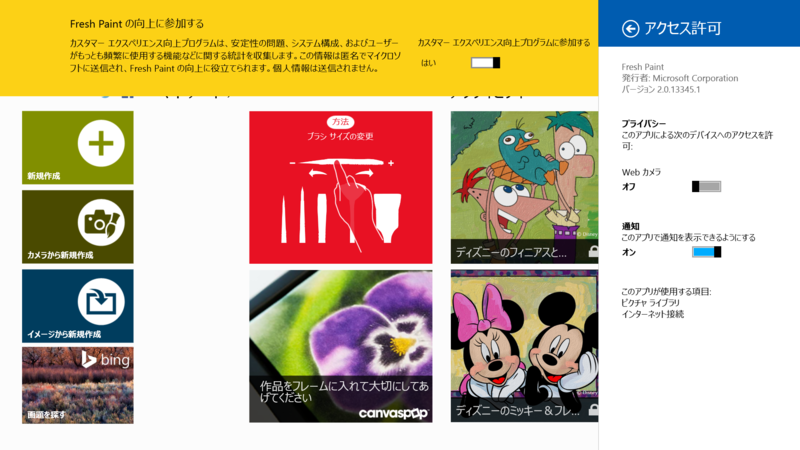 Fresh Paint の向上に参加する
カスタマー エクスペリエンス向上プログラムは、安定性の問題、システム構成、およびユーザー
がもっとも頻繁に使用する機能などに関する統計を収集します。この情報は匿名でマイクロソ
フトに送信され、Fresh Paint の向上に役立てられます。個人情報は送信されません。
カスタマー エクスペリエンス向上プログラムに参加する
はい
新規作成
カメラから新規作成
イメージから新規作成
bing
画題を探す
方法
ブラシ サイズの変更
作品をフレームに入れて大切にしてあ
げてください
canvaspop
ディズニーのフィニアスと...
ディズニーのミッキー＆フレ...
アクセス許可
Fresh Paint
発行者: Microsoft Corporation
バージョン 2.0.13345.1
プライバシー
このアプリによる次のデバイスへのアクセスを許
可:
Web カメラ
オフ
通知
このアプリで通知を表示できるようにする
オン
このアプリが使用する項目:
ピクチャ ライブラリ
インターネット接続